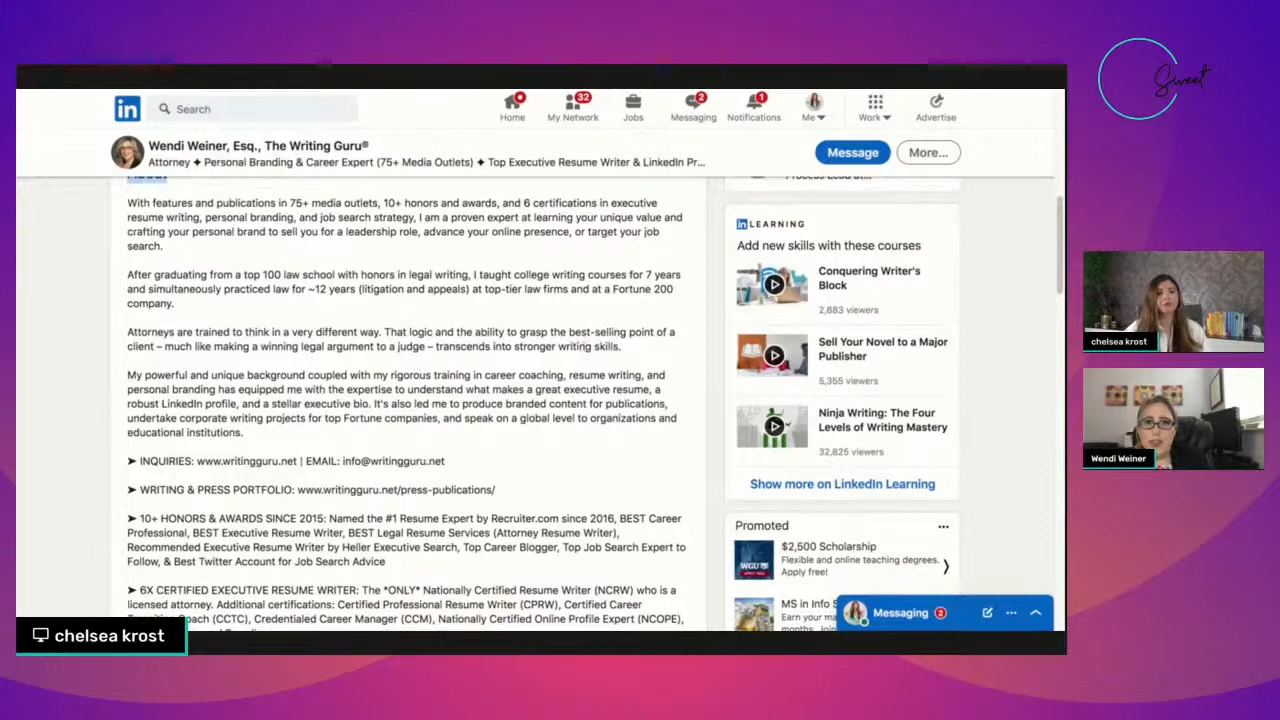 Sweet
Search
32
2
1
Home
My Network
Jobs
Messaging
Notifications
Me
Work
Advertise
Wendi Weiner, Esq., The Writing Guru®
Attorney ✦ Personal Branding & Career Expert (75+ Media Outlets) ✦ Top Executive Resume Writer & LinkedIn Pr...
Message
More...
About
With features and publications in 75+ media outlets, 10+ honors and awards, and 6 certifications in executive
resume writing, personal branding, and job search strategy, I am a proven expert at learning your unique value and
crafting your personal brand to sell you for a leadership role, advance your online presence, or target your job
search.
After graduating from a top 100 law school with honors in legal writing, I taught college writing courses for 7 years
and simultaneously practiced law for ~12 years (litigation and appeals) at top-tier law firms and at a Fortune 200
company.
Attorneys are trained to think in a very different way. That logic and the ability to grasp the best-selling point of a
client – much like making a winning legal argument to a judge – transcends into stronger writing skills.
My powerful and unique background coupled with my rigorous training in career coaching, resume writing, and
personal branding has equipped me with the expertise to understand what makes a great executive resume, a
robust LinkedIn profile, and a stellar executive bio. It's also led me to produce branded content for publications,
undertake corporate writing projects for top Fortune companies, and speak on a global level to organizations and
educational institutions.
➤ INQUIRIES: www.writingguru.net | EMAIL: info@writingguru.net
➤ WRITING & PRESS PORTFOLIO: www.writingguru.net/press-publications/
➤ 10+ HONORS & AWARDS SINCE 2015: Named the #1 Resume Expert by Recruiter.com since 2016, BEST Career
Professional, BEST Executive Resume Writer, BEST Legal Resume Services (Attorney Resume Writer),
Recommended Executive Resume Writer by Heller Executive Search, Top Career Blogger, Top Job Search Expert to
Follow, & Best Twitter Account for Job Search Advice
➤ 6X CERTIFIED EXECUTIVE RESUME WRITER: The *ONLY* Nationally Certified Resume Writer (NCRW) who is a
licensed attorney. Additional certifications: Certified Professional Resume Writer (CPRW), Certified Career
Coach (CCTC), Credentialed Career Manager (CCM), Nationally Certified Online Profile Expert (NCOPE),
Process Lead at...
in LEARNING
Add new skills with these courses
Conquering Writer's
Block
2,883 viewers
Sell Your Novel to a Major
Publisher
5,355 viewers
Ninja Writing: The Four
Levels of Writing Mastery
32,825 viewers
Show more on LinkedIn Learning
Promoted
WGU
$2,500 Scholarship
Flexible and online teaching degrees.
Apply free!
MS in Info S
Earn your ma
Messaging 2
chelsea krost
chelsea krost
Wendi Weiner